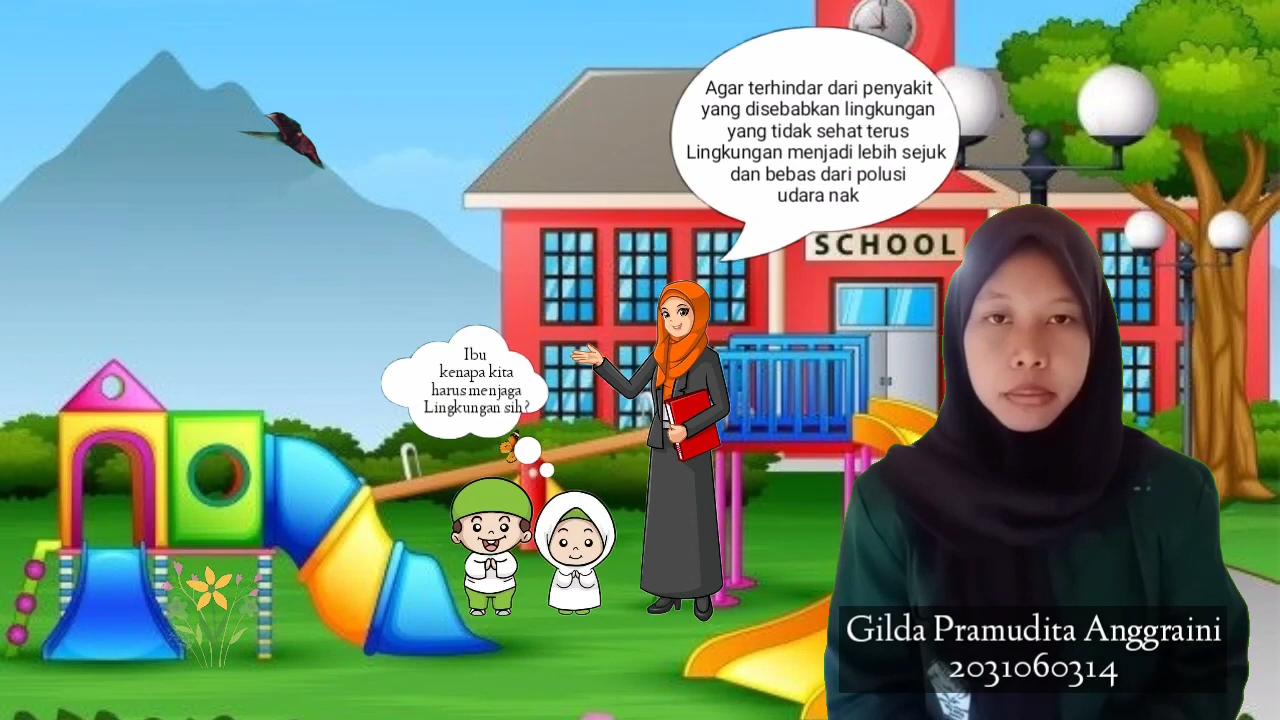 Agar terhindar dari penyakit
yang disebabkan lingkungan
yang tidak sehat terus
Lingkungan menjadi lebih sejuk
dan bebas dari polusi
udara nak
SCHOOL
Ibu
kenapa kita
harus menjaga
Lingkungan sih?
Gilda Pramudita Anggraini
2031060314